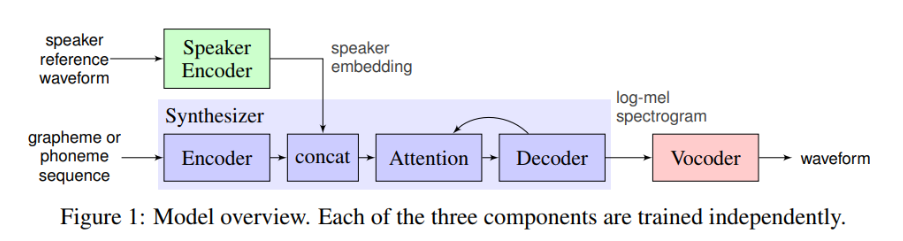 speaker
reference
waveform
Speaker
Encoder
speaker
embedding
Synthesizer
grapheme or
phoneme
sequence
Encoder
concat
Attention
Decoder
log-mel
spectrogram
Vocoder
waveform
Figure 1: Model overview. Each of the three components are trained independently.